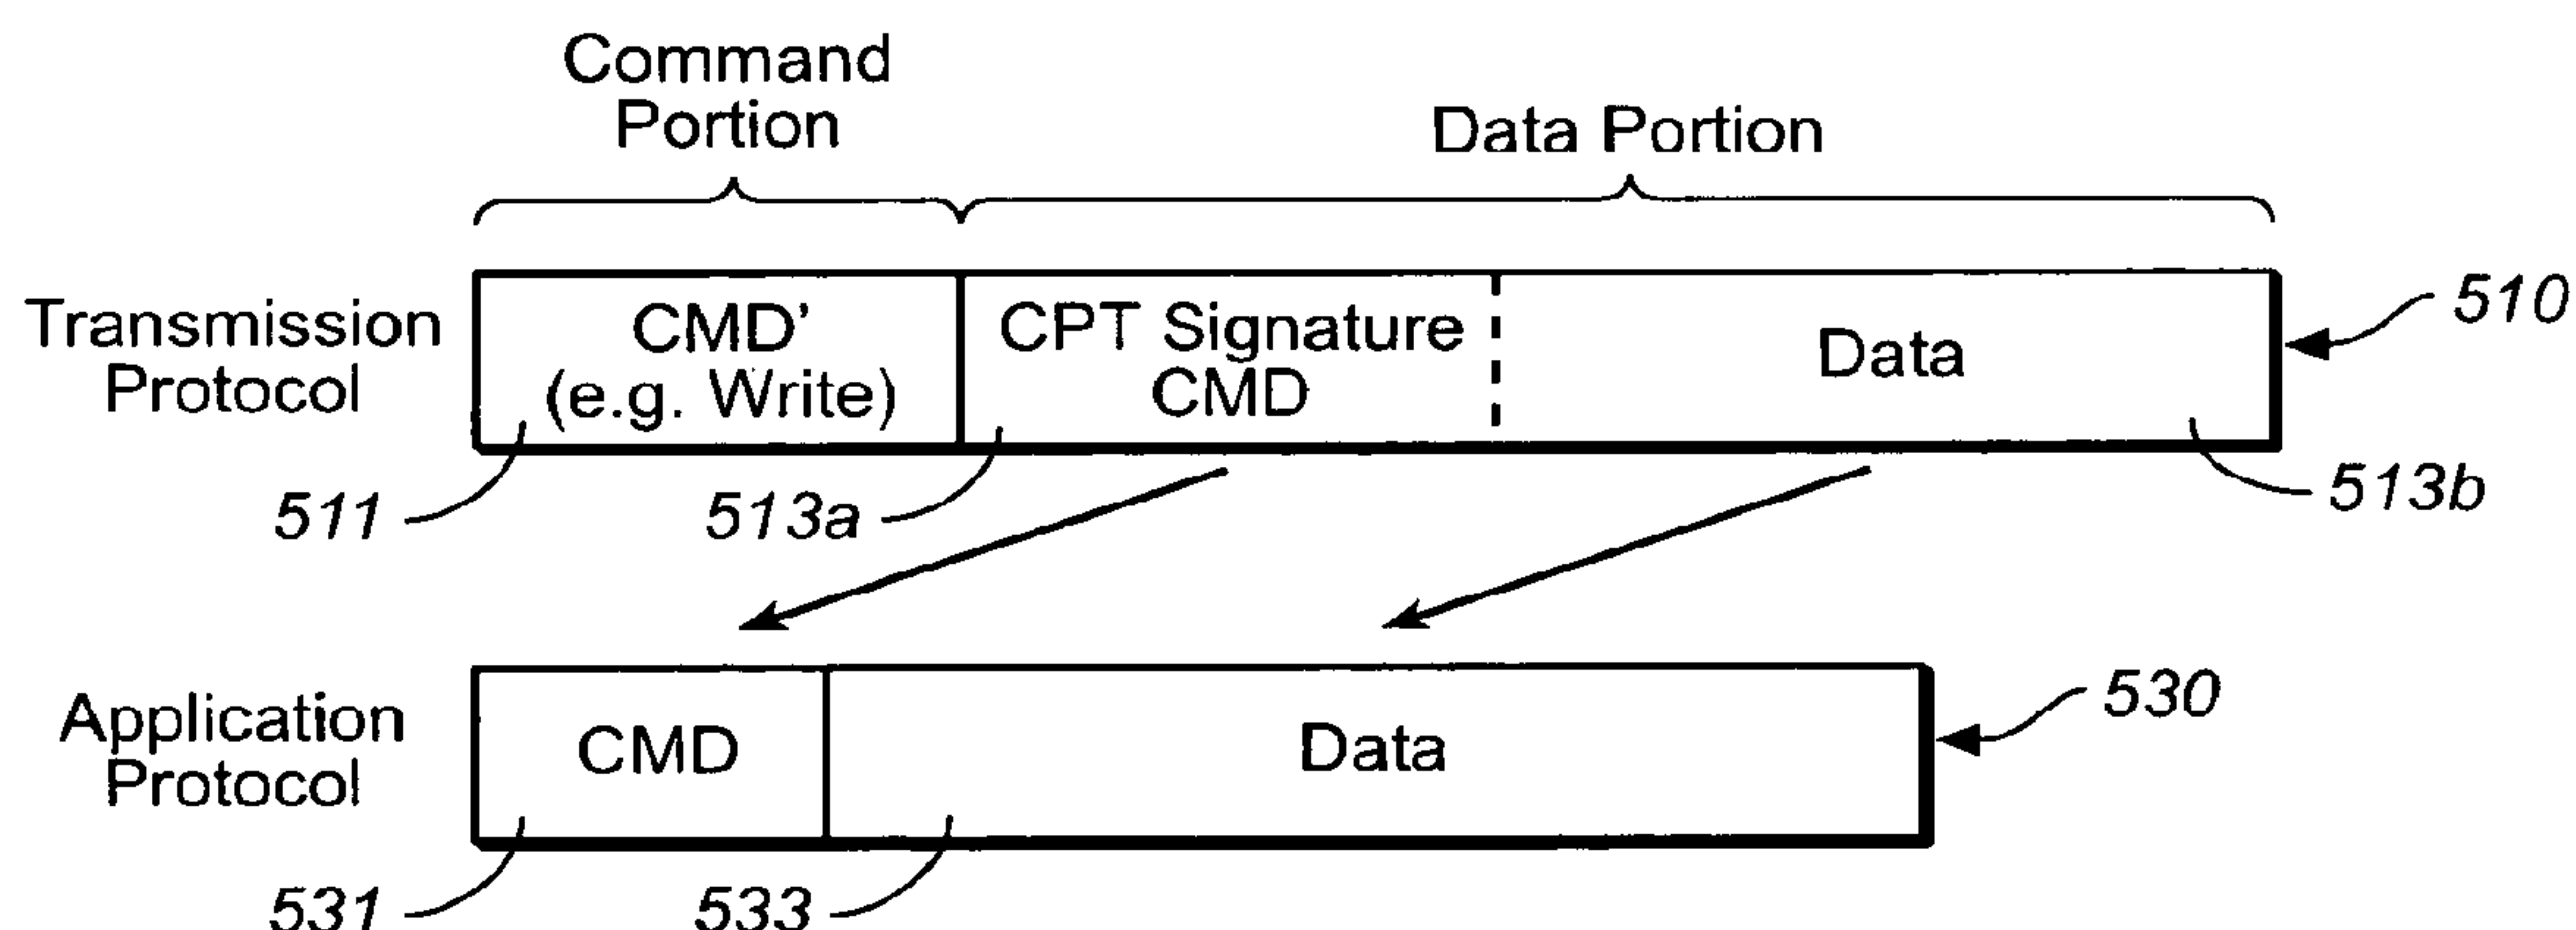 Command
Portion
Data Portion
Transmission
Protocol
CMD’
(e.g. Write)
CPT Signature
CMD
Data
510
511
513a
513b
Application
Protocol
CMD
Data
530
531
533